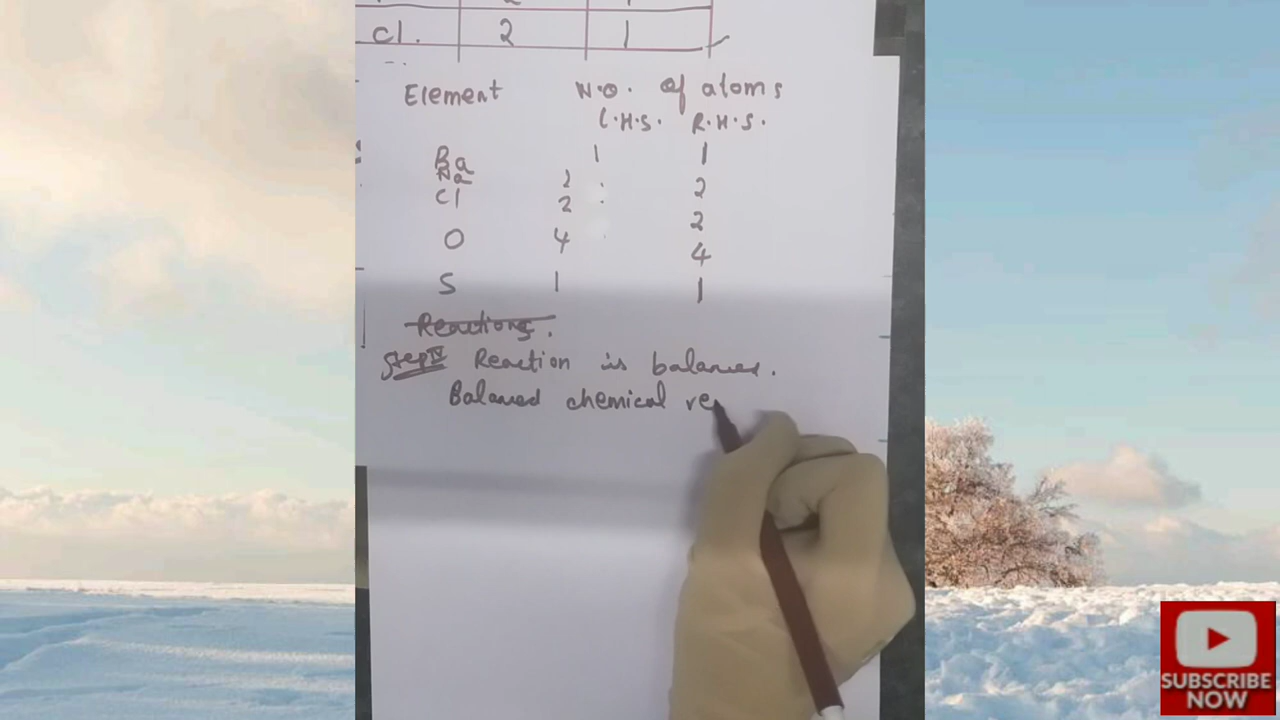 Cl. 2 1
Element N.O. of atoms
L.H.S. R.H.S.
Ba 1 1
Na 2 2
Cl 2 2
O 4 4
S 1 1
Reactions.
Step IV Reaction is balanced.
Balanced chemical re
SUBSCRIBE
NOW